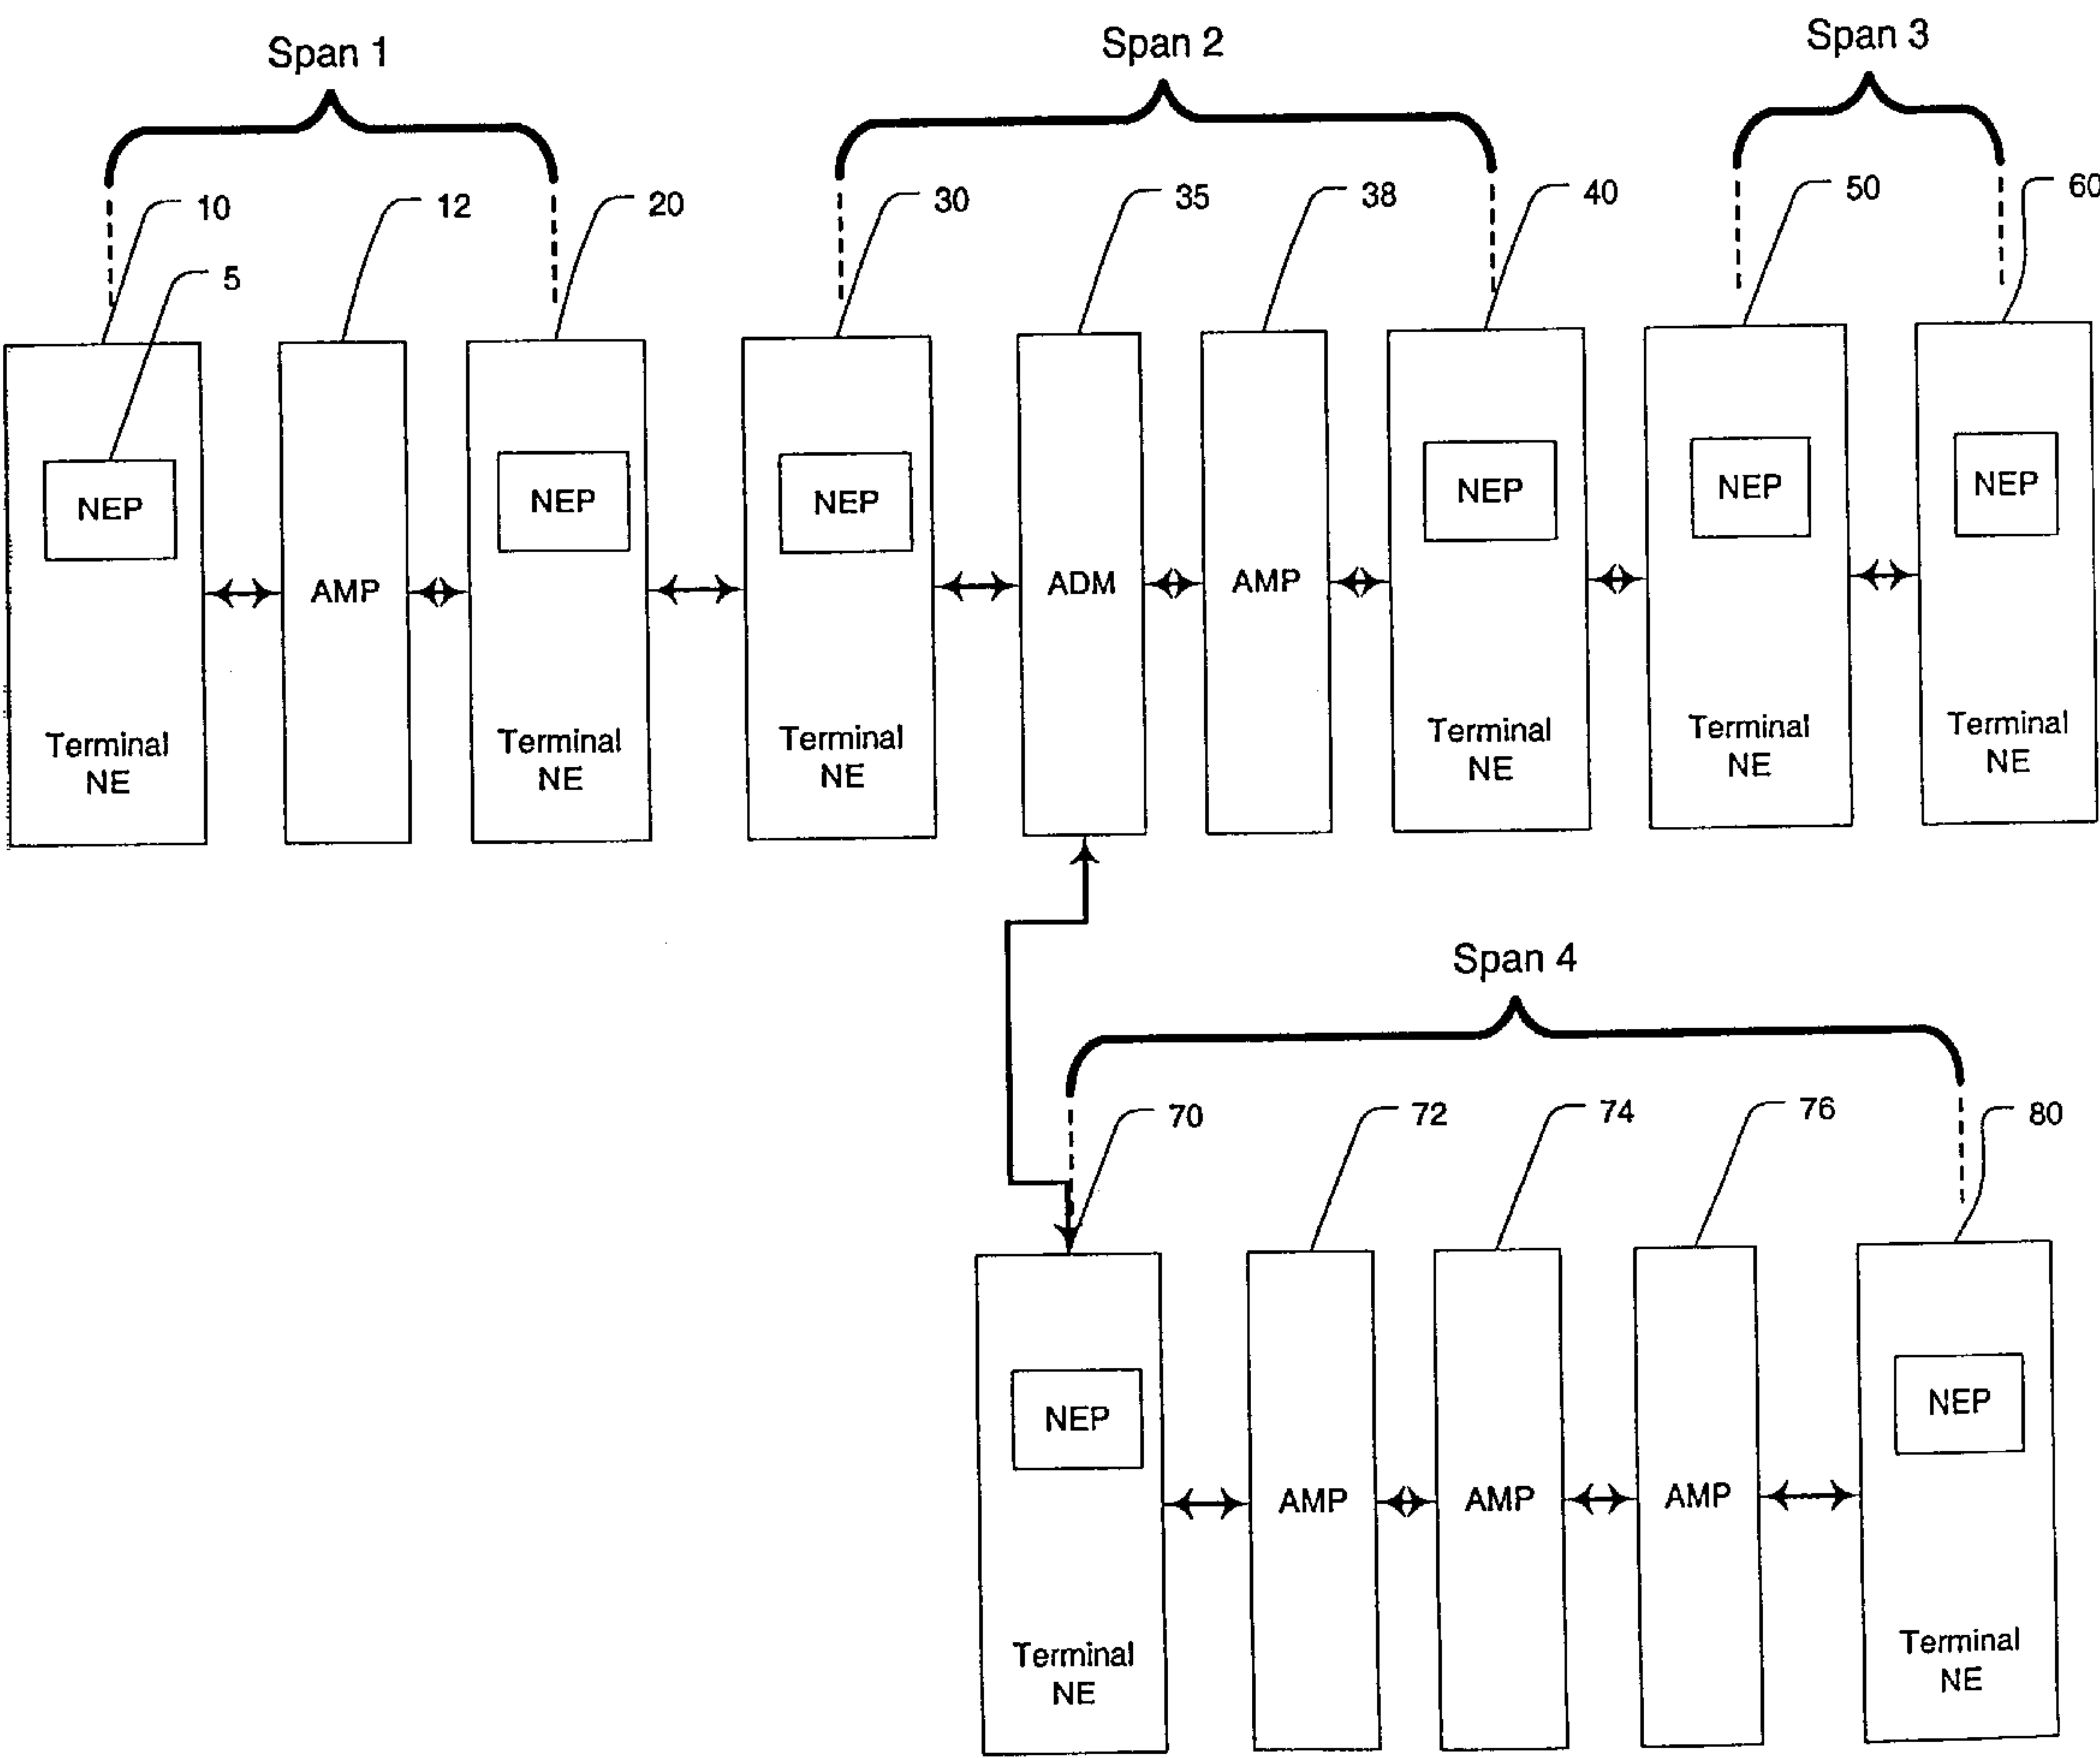 Span 1
Span 2
Span 3
10
12
20
30
35
38
40
50
60
5
NEP
NEP
NEP
NEP
NEP
NEP
AMP
ADM
AMP
Terminal
NE
Terminal
NE
Terminal
NE
Terminal
NE
Terminal
NE
Terminal
NE
Span 4
70
72
74
76
80
NEP
NEP
AMP
AMP
AMP
Terminal
NE
Terminal
NE